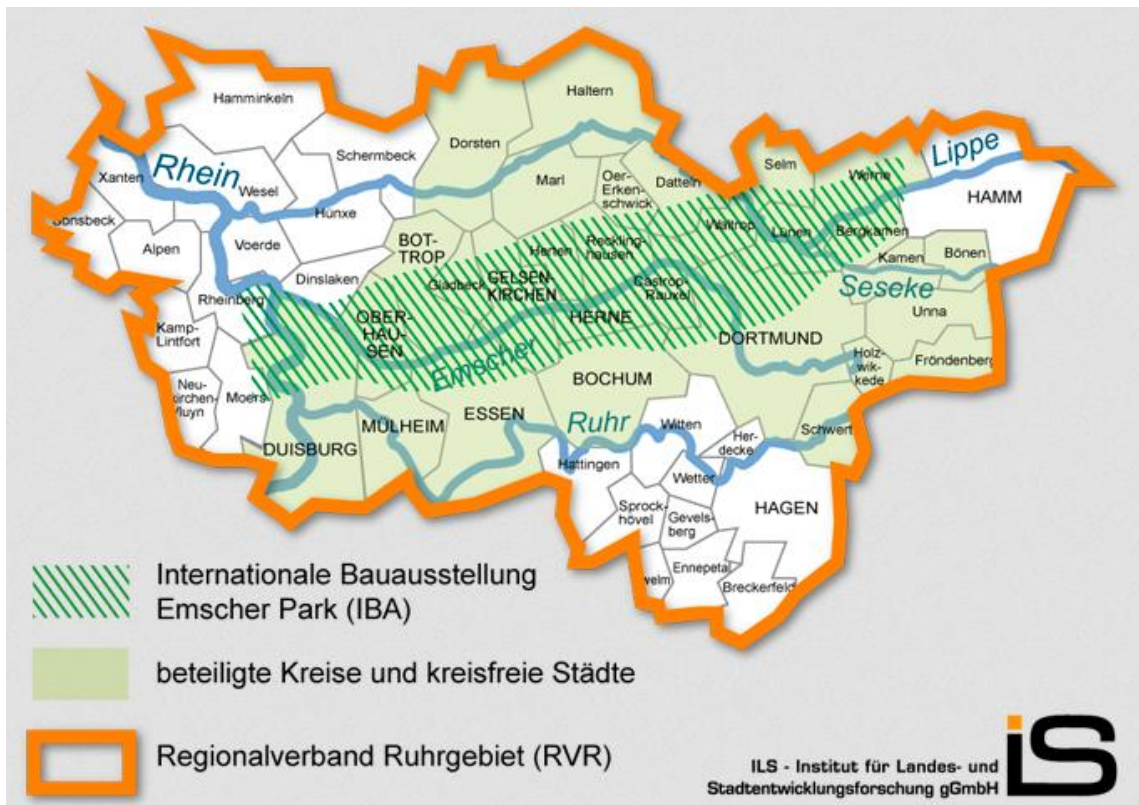 Hamminkeln
Haltern
Dorsten
Schermbeck
Rhein
Xanten
Wesel
Marl
Oer-
Erken-
schwick
Datteln
Selm
Werne
Lippe
HAMM
Hünxe
Alpen
Voerde
BOT-
TROP
Herten
Reckling-
hausen
Waltrop
Lünen
Bergkamen
Kamen
Bönen
Dinslaken
Gladbeck
GELSEN-
KIRCHEN
Castrop-
Rauxel
Seseke
Rheinberg
OBER-
HAU-
SEN
HERNE
Unna
Kamp-
Lintfort
Emscher
DORTMUND
Holz-
wik-
kede
Fröndenberg
Neu-
kirchen-
Vluyn
Moers
BOCHUM
ESSEN
MÜLHEIM
DUISBURG
Ruhr
Witten
Her-
decke
Schwert
Hattingen
Wetter
Sprock-
hövel
Gevels-
berg
HAGEN
Ennepetal
welm
Breckerfeld
Internationale Bauausstellung
Emscher Park (IBA)
beteiligte Kreise und kreisfreie Städte
Regionalverband Ruhrgebiet (RVR)
iLS
ILS - Institut für Landes- und
Stadtentwicklungsforschung gGmbH